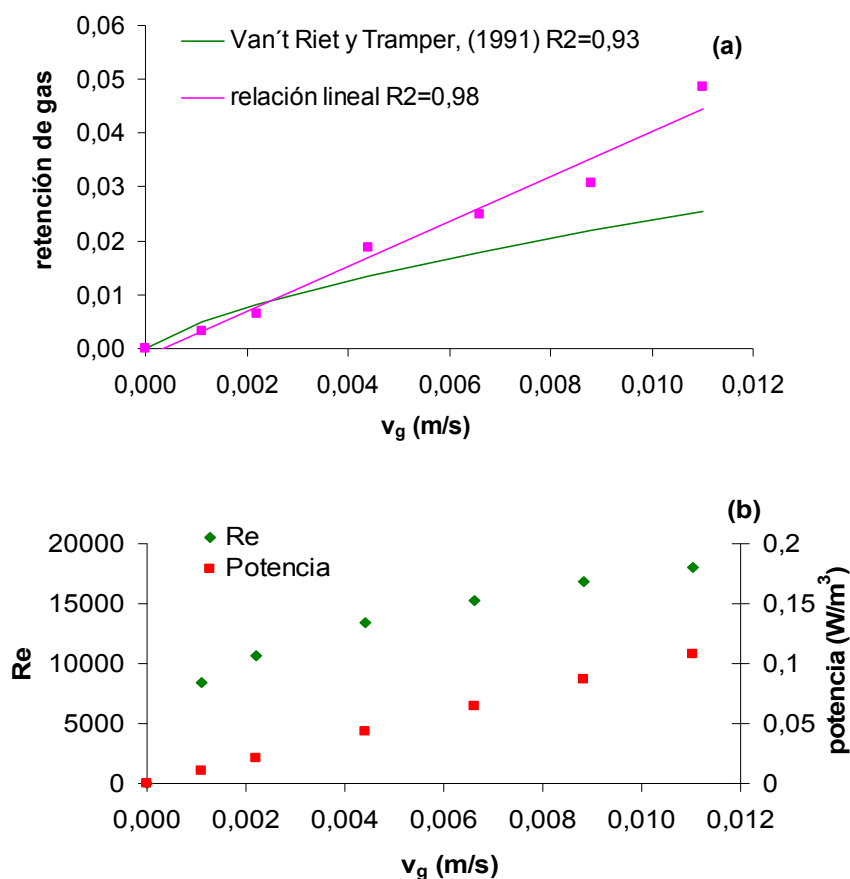 Van´t Riet y Tramper, (1991) R2=0,93
(a)
relación lineal R2=0,98
retención de gas
0,06
0,05
0,04
0,03
0,02
0,01
0,00
0,000 0,002 0,004 0,006 0,008 0,010 0,012
vg (m/s)
(b)
Re
Potencia
Re
20000
15000
10000
5000
0
0,2
0,15
0,1
0,05
0
potencia (W/m³)
0,000 0,002 0,004 0,006 0,008 0,010 0,012
vg (m/s)